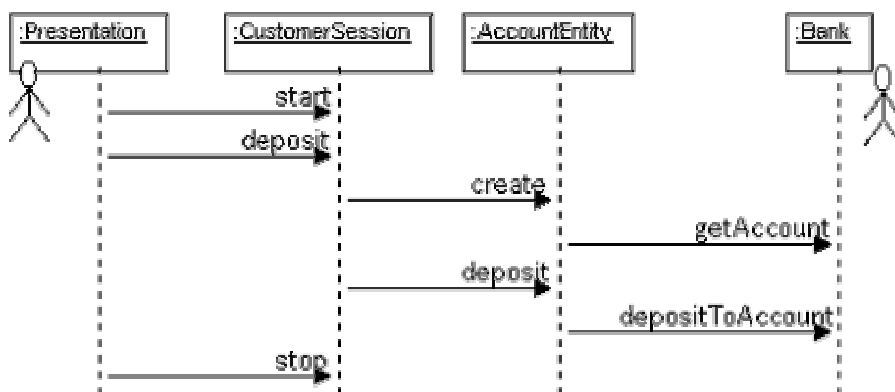 :Presentation
:CustomerSession
:AccountEntity
:Bank
start
deposit
create
getAccount
deposit
depositToAccount
stop